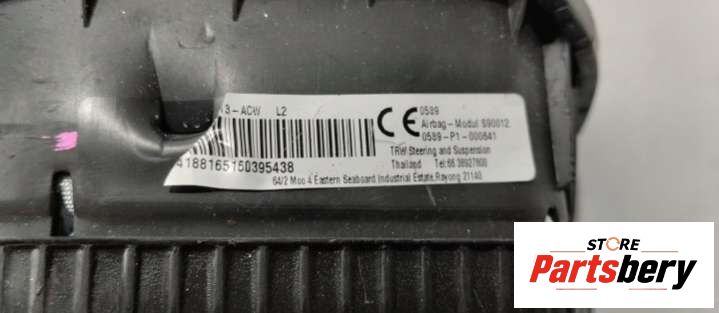 3-ACW L2
0589
Airbag-Modul S90012.
CE
0589-P1-000641
TRW Steering and Suspension
Thailand Tel:66 38927600
4188165150395438
64/2 Moo 4 Eastern Seaboard Industrial Estate,Rayong 21140
STORE
Partsbery